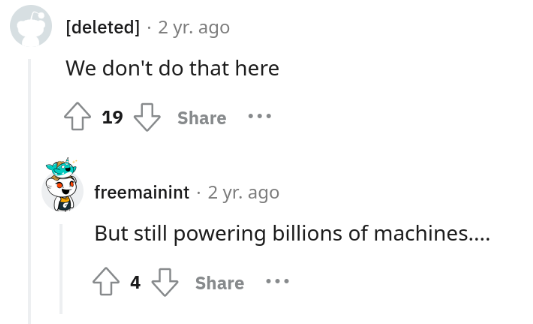 [deleted] · 2 yr. ago
We don't do that here
19 Share ···
freemainint · 2 yr. ago
But still powering billions of machines....
4 Share ···